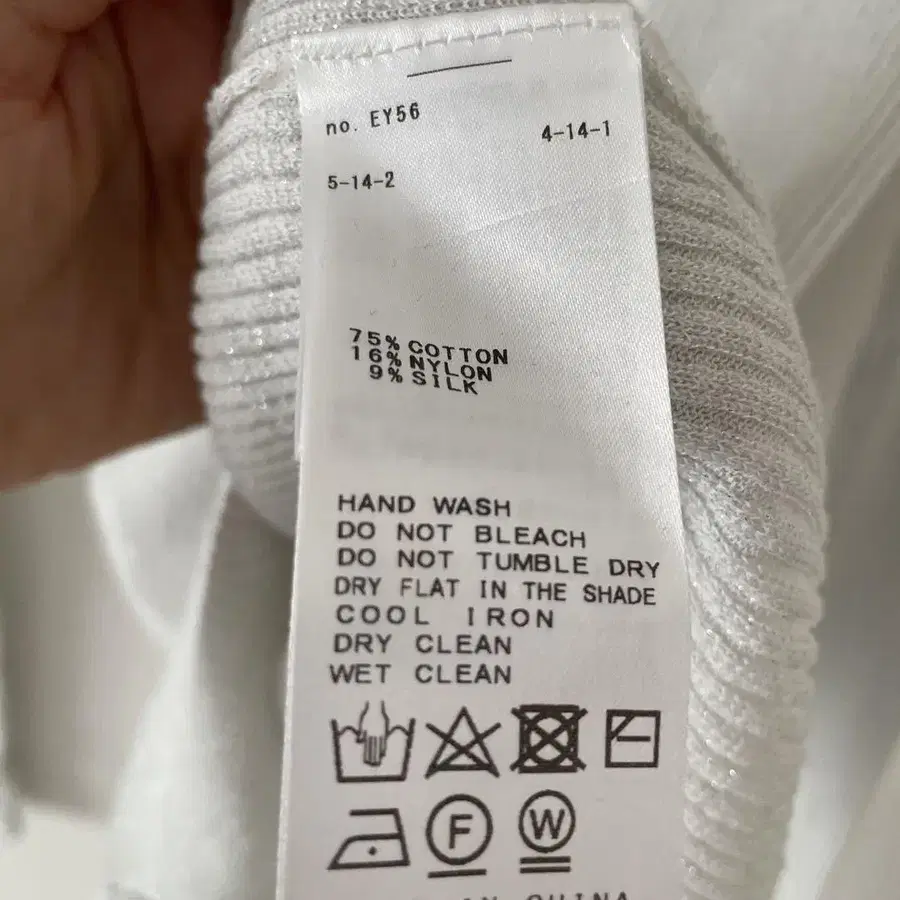 no. EY56
4-14-1
5-14-2
75% COTTON
16% NYLON
9% SILK
HAND WASH
DO NOT BLEACH
DO NOT TUMBLE DRY
DRY FLAT IN THE SHADE
COOL IRON
DRY CLEAN
WET CLEAN
F
W
CHINA